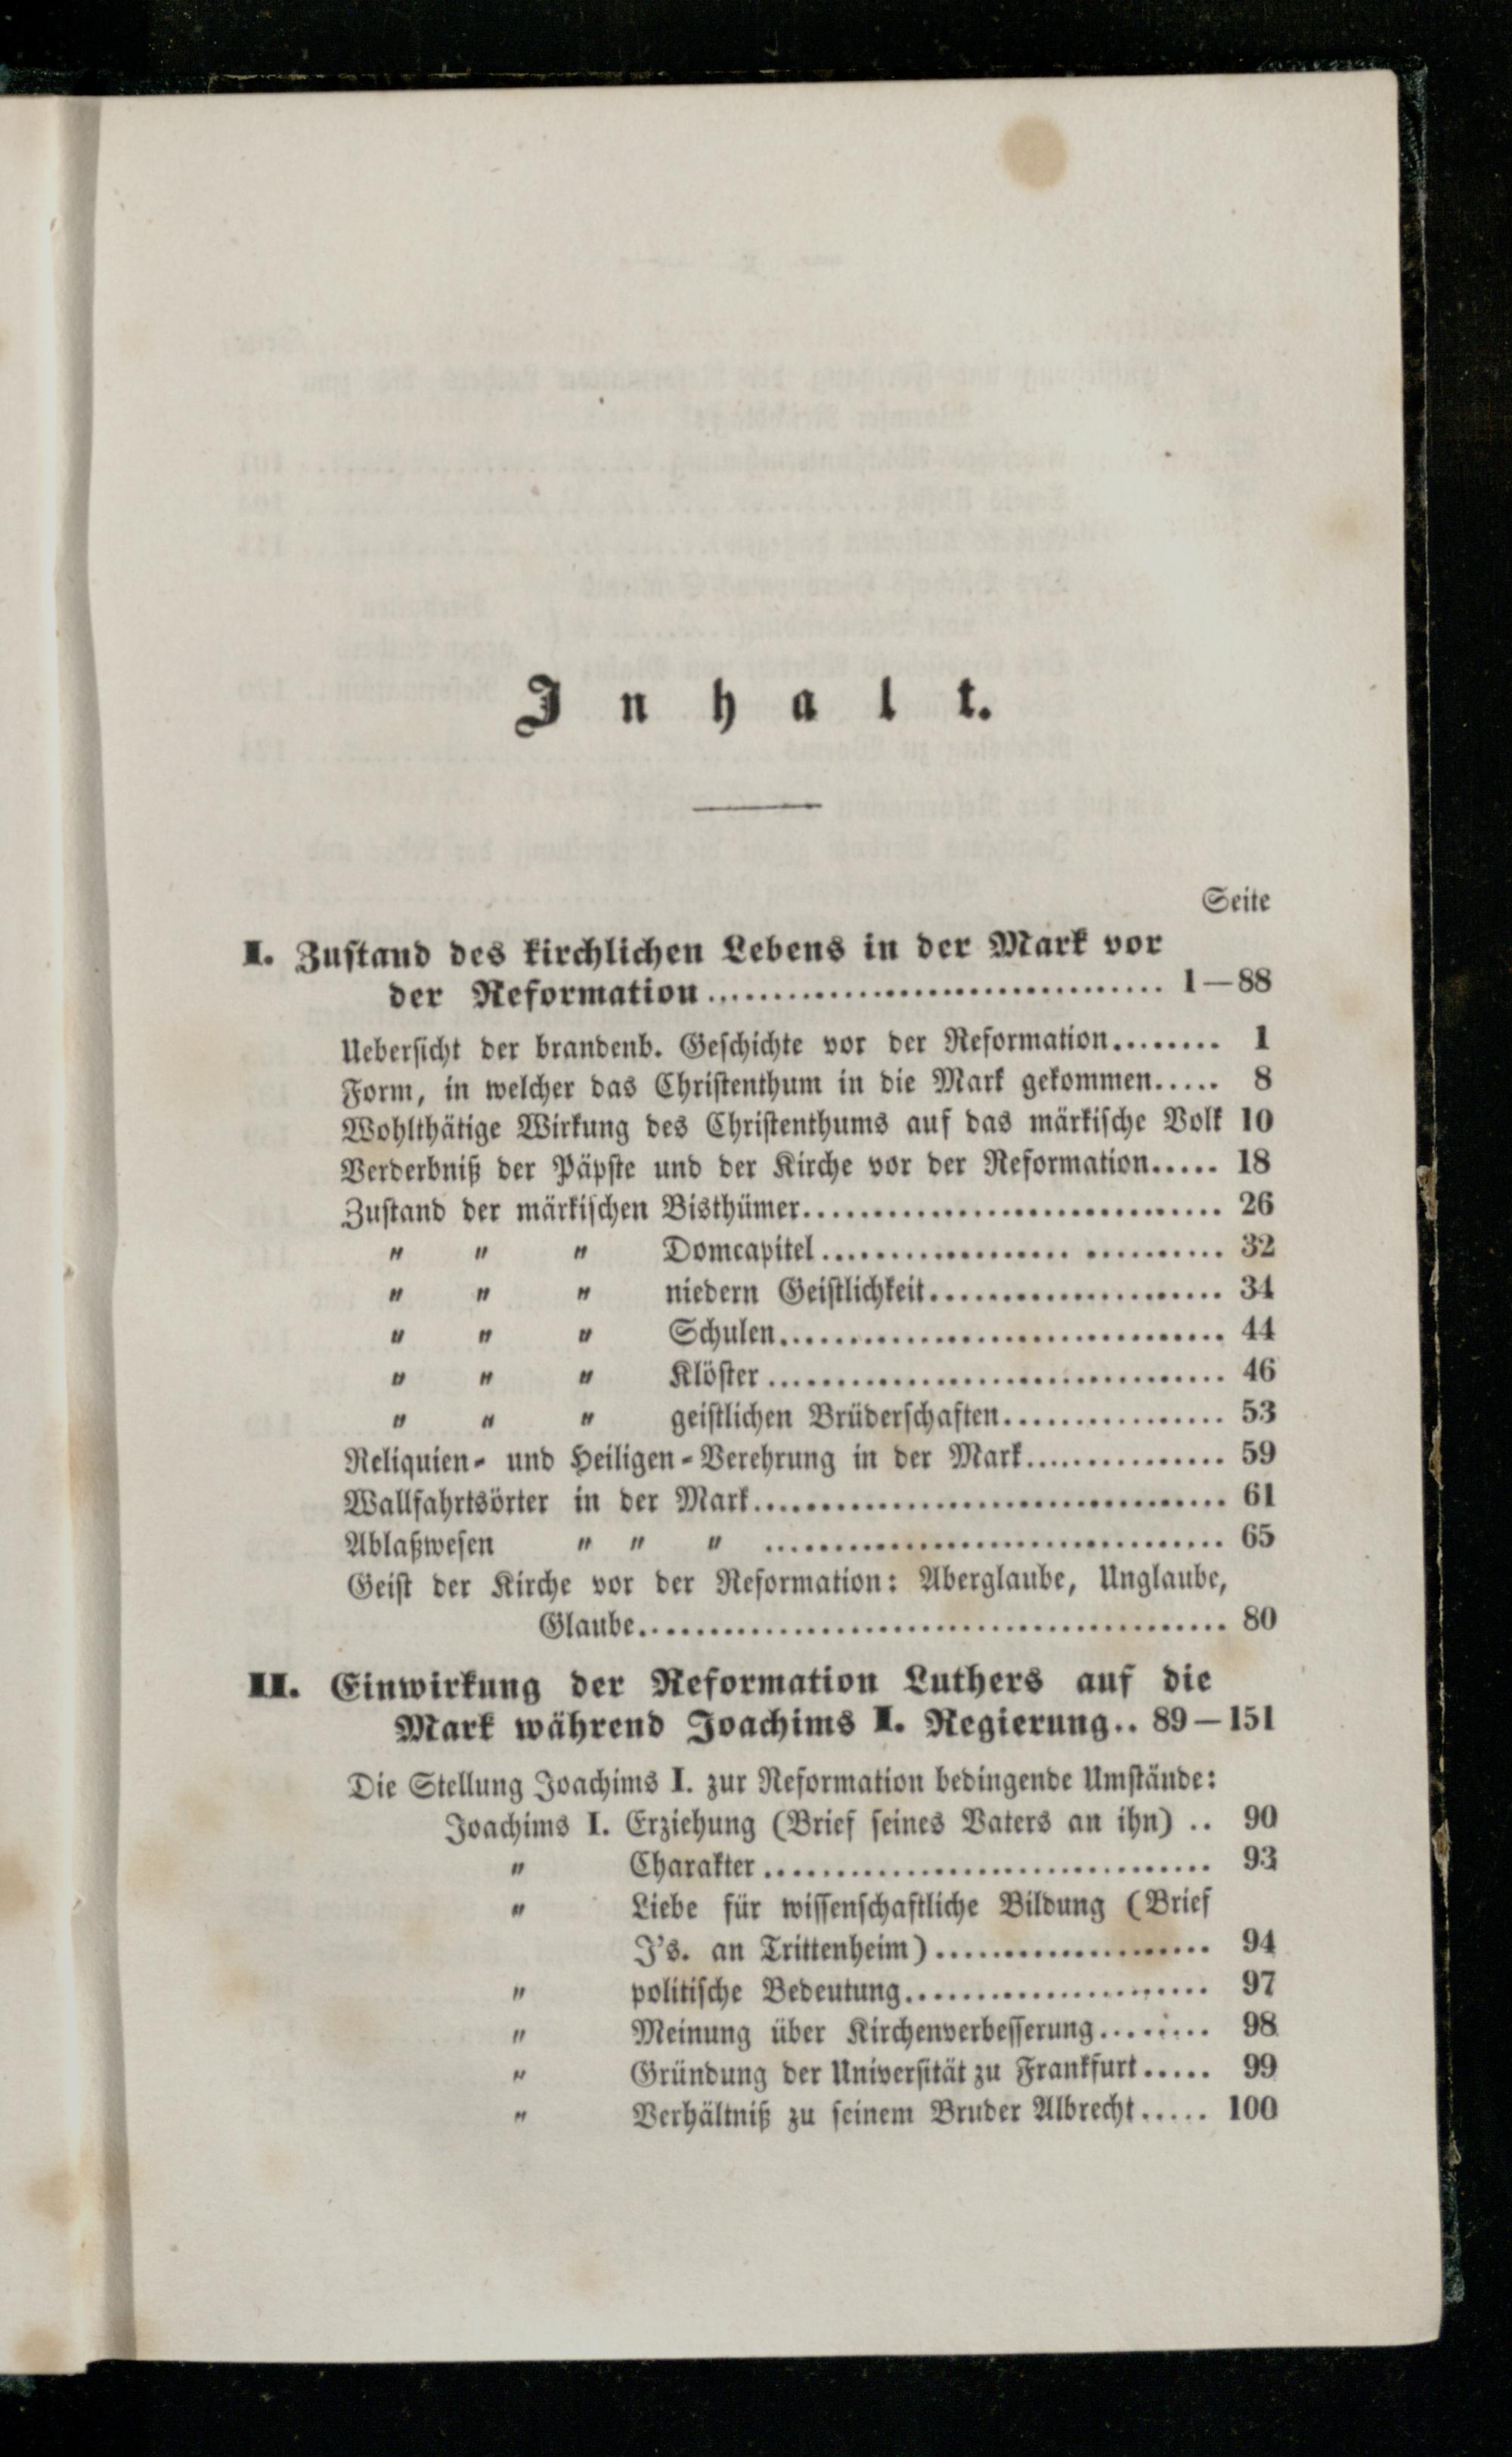 Inhalt.
Seite
I. Zustand des kirchlichen Lebens in der Mark vor
der Reformation................................ 1—88
Uebersicht der brandenb. Geschichte vor der Reformation........ 1
Form, in welcher das Christenthum in die Mark gekommen..... 8
Wohlthätige Wirkung des Christenthums auf das märkische Volk 10
Verderbniß der Päpste und der Kirche vor der Reformation..... 18
Zustand der märkischen Bisthümer.............................. 26
" " " Domcapitel............................ 32
" " " niedern Geistlichkeit..................... 34
" " " Schulen............................... 44
" " " Klöster................................ 46
" " " geistlichen Brüderschaften................ 53
Reliquien- und Heiligen-Verehrung in der Mark.............. 59
Wallfahrtsörter in der Mark.................................. 61
Ablaßwesen " " " ................................ 65
Geist der Kirche vor der Reformation: Aberglaube, Unglaube,
Glaube.......................................... 80
II. Einwirkung der Reformation Luthers auf die
Mark während Joachims I. Regierung.. 89—151
Die Stellung Joachims I. zur Reformation bedingende Umstände:
Joachims I. Erziehung (Brief seines Vaters an ihn) .. 90
" Charakter................................ 93
" Liebe für wissenschaftliche Bildung (Brief
J's. an Trittenheim).................... 94
" politische Bedeutung...................... 97
" Meinung über Kirchenverbesserung........ 98
" Gründung der Universität zu Frankfurt..... 99
" Verhältniß zu seinem Bruder Albrecht..... 100